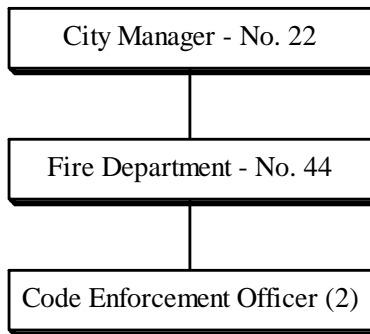 City Manager - No. 22
Fire Department - No. 44
Code Enforcement Officer (2)